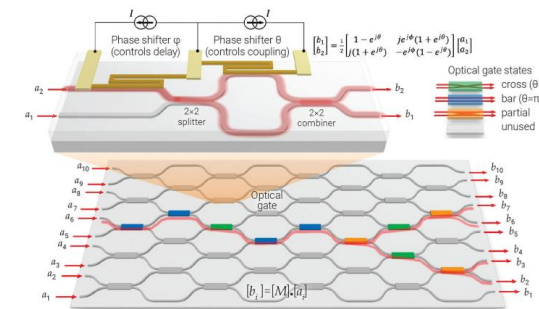 I I
Phase shifter φ
(controls delay)
Phase shifter θ
(controls coupling)
[b₁ b₂] = ½ [1 − e^{jθ} je^{jϕ}(1 + e^{jθ}) j(1 + e^{jθ}) −e^{jϕ}(1 − e^{jθ})] [a₁ a₂]
Optical gate states
cross (θ
bar (θ=π
partial
unused
a₂ b₂
a₁ b₁
2×2
splitter
2×2
combiner
Optical
gate
a₁₀ b₁₀
a₉ b₉
a₈ b₈
a₇ b₇
a₆ b₆
a₅ b₅
a₄ b₄
a₃ b₃
a₂ b₂
a₁ b₁
[bᵢ]=[M]•[aᵢ]